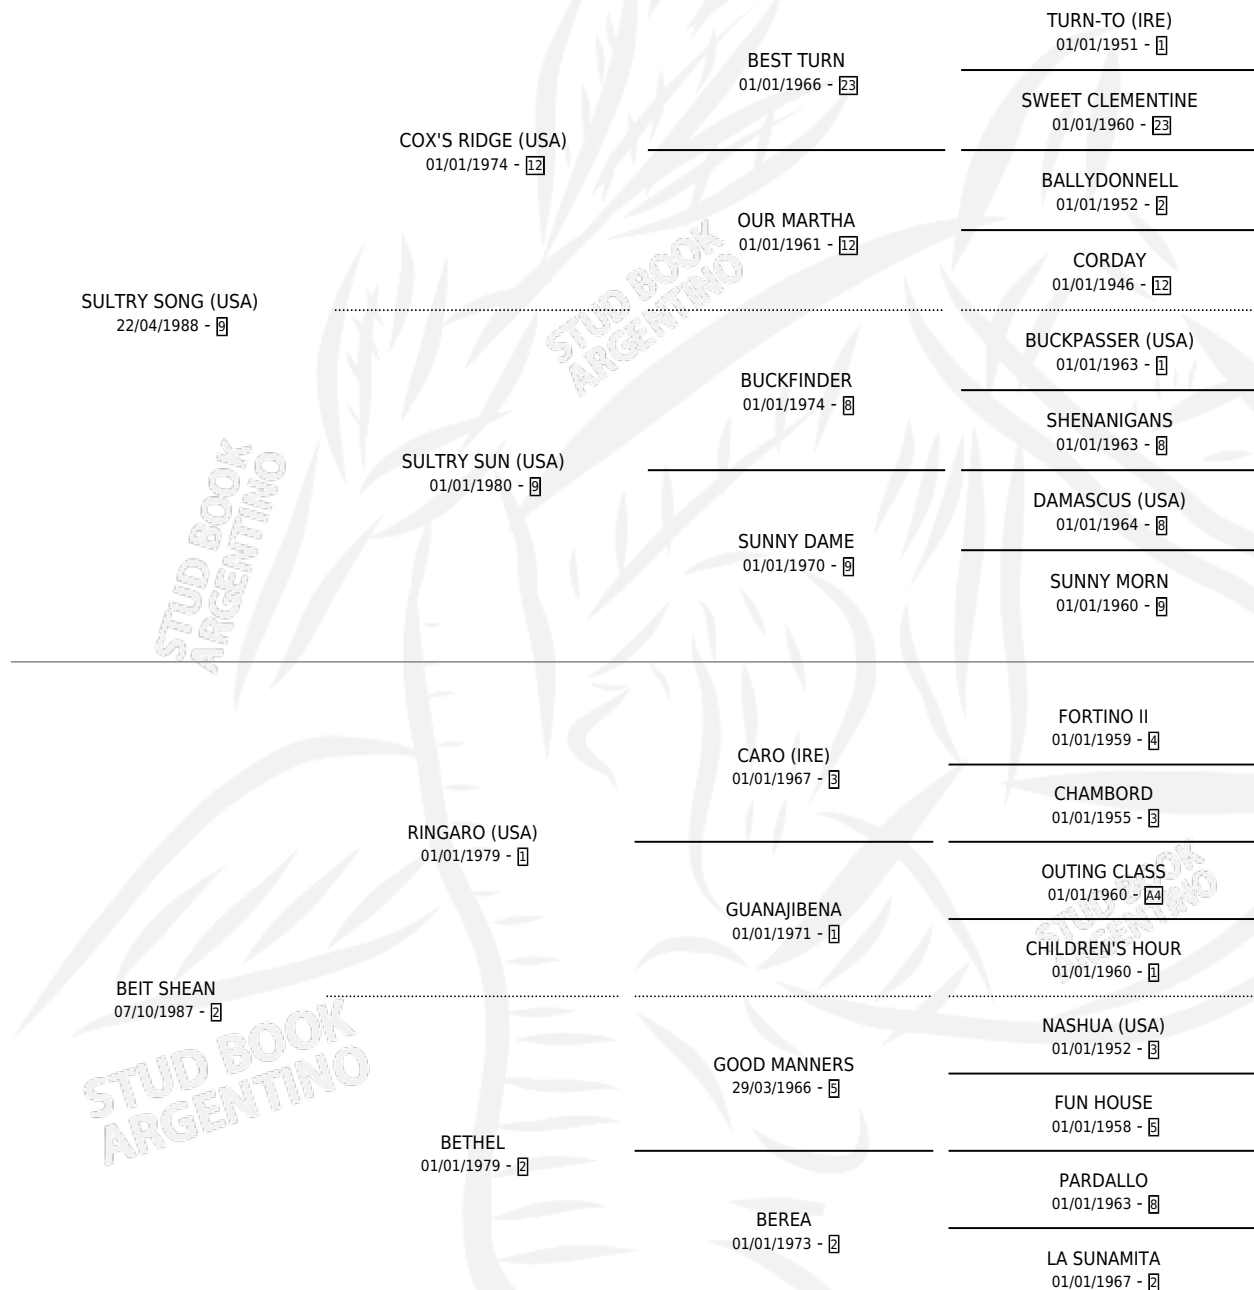 TURN-TO (IRE)
01/01/1951 - 1
BEST TURN
01/01/1966 - 23
SWEET CLEMENTINE
01/01/1960 - 23
COX'S RIDGE (USA)
01/01/1974 - 12
BALLYDONNELL
01/01/1952 - 2
OUR MARTHA
01/01/1961 - 12
CORDAY
01/01/1946 - 12
SULTRY SONG (USA)
22/04/1988 - 9
BUCKPASSER (USA)
01/01/1963 - 1
BUCKFINDER
01/01/1974 - 8
SHENANIGANS
01/01/1963 - 8
SULTRY SUN (USA)
01/01/1980 - 9
DAMASCUS (USA)
01/01/1964 - 8
SUNNY DAME
01/01/1970 - 9
SUNNY MORN
01/01/1960 - 9
FORTINO II
01/01/1959 - 4
CARO (IRE)
01/01/1967 - 3
CHAMBORD
01/01/1955 - 3
RINGARO (USA)
01/01/1979 - 1
OUTING CLASS
01/01/1960 - A4
GUANAJIBENA
01/01/1971 - 1
CHILDREN'S HOUR
01/01/1960 - 1
BEIT SHEAN
07/10/1987 - 2
NASHUA (USA)
01/01/1952 - 3
GOOD MANNERS
29/03/1966 - 5
FUN HOUSE
01/01/1958 - 5
BETHEL
01/01/1979 - 2
PARDALLO
01/01/1963 - 8
BEREA
01/01/1973 - 2
LA SUNAMITA
01/01/1967 - 2
STUD BOOK
ARGENTINO
STUD BOOK
ARGENTINO
STUD BOOK
ARGENTINO
STUD BOOK
ARGENTINO